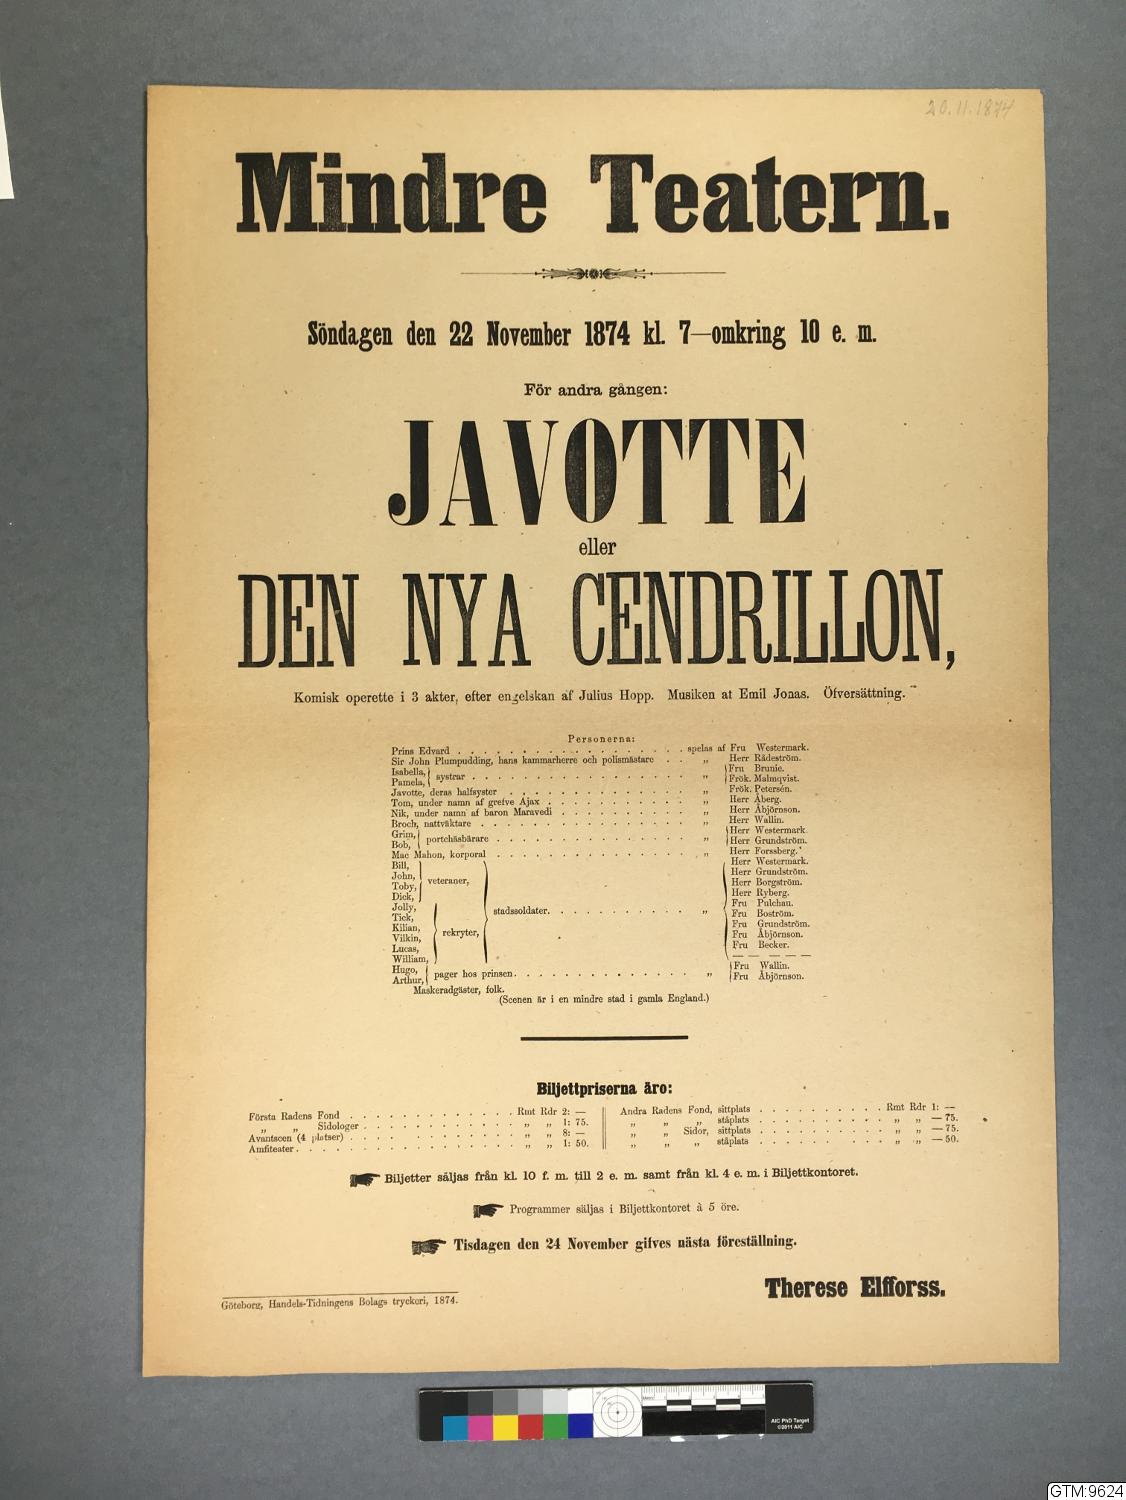 20.11.1874
Mindre Teatern.
Söndagen den 22 November 1874 kl. 7—omkring 10 e. m.
För andra gången:
JAVOTTE
eller
DEN NYA CENDRILLON,
Komisk operette i 3 akter, efter engelskan af Julius Hopp. Musiken at Emil Jonas. Öfversättning.
Personerna:
Prins Edvard . . . . . . . . . . . . . . . . . . spelas af Fru Westermark.
Sir John Plumpudding, hans kammarherre och polismästare . . „ Herr Rådeström.
Isabella, Fru Brunie.
systrar . . . . . . . . . . . . . . . . „
Pamela, Frök. Malmqvist.
Javotte, deras halfsyster . . . . . . . . . . . . . . „ Frök. Petersén.
Tom, under namn af grefve Ajax . . . . . . . . . . . „ Herr Åberg.
Nik, under namn af baron Maravedi . . . . . . . . . . „ Herr Åbjörnson.
Broch, nattväktare . . . . . . . . . . . . . . . . „ Herr Wallin.
Grim, Herr Westermark.
portchäsbärare . . . . . . . . . . . . . . . „
Bob, Herr Grundström.
Mac Mahon, korporal . . . . . . . . . . . . . . . „ Herr Forssberg.
Bill, Herr Westermark.
John, Herr Grundström.
veteraner,
Toby, Herr Borgström.
Dick, Herr Ryberg.
Jolly, Fru Pulchau.
stadssoldater. . . . . . . . . . . „
Tick, Fru Boström.
Kilian, Fru Grundström.
rekryter,
Vilkin, Fru Åbjörnson.
Lucas, Fru Becker.
William, — — — — — —
Hugo, Fru Wallin.
pager hos prinsen. . . . . . . . . . . . . . „
Arthur, Fru Åbjörnson.
Maskeradgäster, folk.
(Scenen är i en mindre stad i gamla England.)
Biljettpriserna äro:
Första Radens Fond . . . . . . . . . . . . . Rmt Rdr 2: —
„ „ Sidologer . . . . . . . . . . . . „ „ 1: 75.
Avantscen (4 platser) . . . . . . . . . . . . . „ „ 8: —
Amfiteater . . . . . . . . . . . . . . . . . . „ „ 1: 50.
Andra Radens Fond, sittplats . . . . . . . . . . Rmt Rdr 1: —
„ „ „ ståplats . . . . . . . . . . „ „ — 75.
„ „ Sidor, sittplats . . . . . . . . . . „ „ — 75.
„ „ „ ståplats . . . . . . . . . . „ „ — 50.
Biljetter säljas från kl. 10 f. m. till 2 e. m. samt från kl. 4 e. m. i Biljettkontoret.
Programmer säljas i Biljettkontoret à 5 öre.
Tisdagen den 24 November gifves nästa föreställning.
Therese Elfforss.
Göteborg, Handels-Tidningens Bolags tryckeri, 1874.
AIC PhD Target
©2011 AIC
GTM:9624